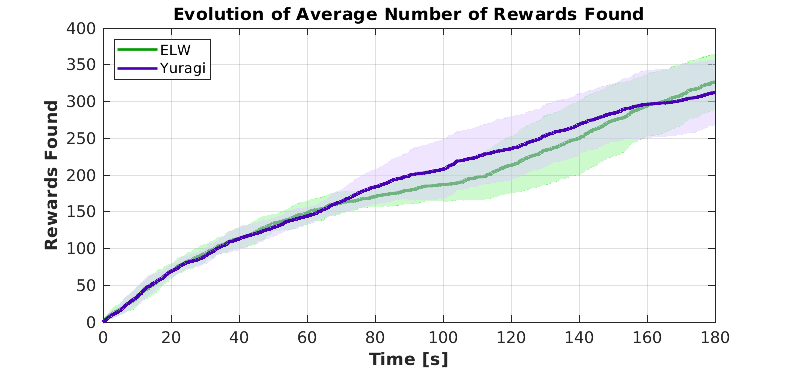 Evolution of Average Number of Rewards Found
ELW
Yuragi
Rewards Found
400
350
300
250
200
150
100
50
0
0 20 40 60 80 100 120 140 160 180
Time [s]